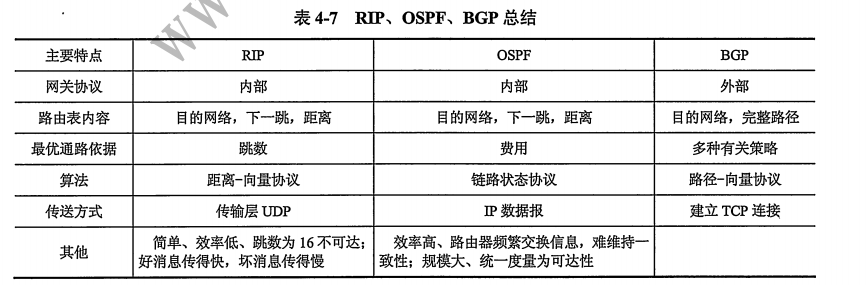 表 4-7 RIP、OSPF、BGP 总结
WWW
主要特点 RIP OSPF BGP
网关协议 内部 内部 外部
路由表内容 目的网络，下一跳，距离 目的网络，下一跳，距离 目的网络，完整路径
最优通路依据 跳数 费用 多种有关策略
算法 距离-向量协议 链路状态协议 路径-向量协议
传送方式 传输层 UDP IP 数据报 建立 TCP 连接
其他 简单、效率低、跳数为 16 不可达； 效率高、路由器频繁交换信息，难维持一
好消息传得快，坏消息传得慢 致性；规模大、统一度量为可达性